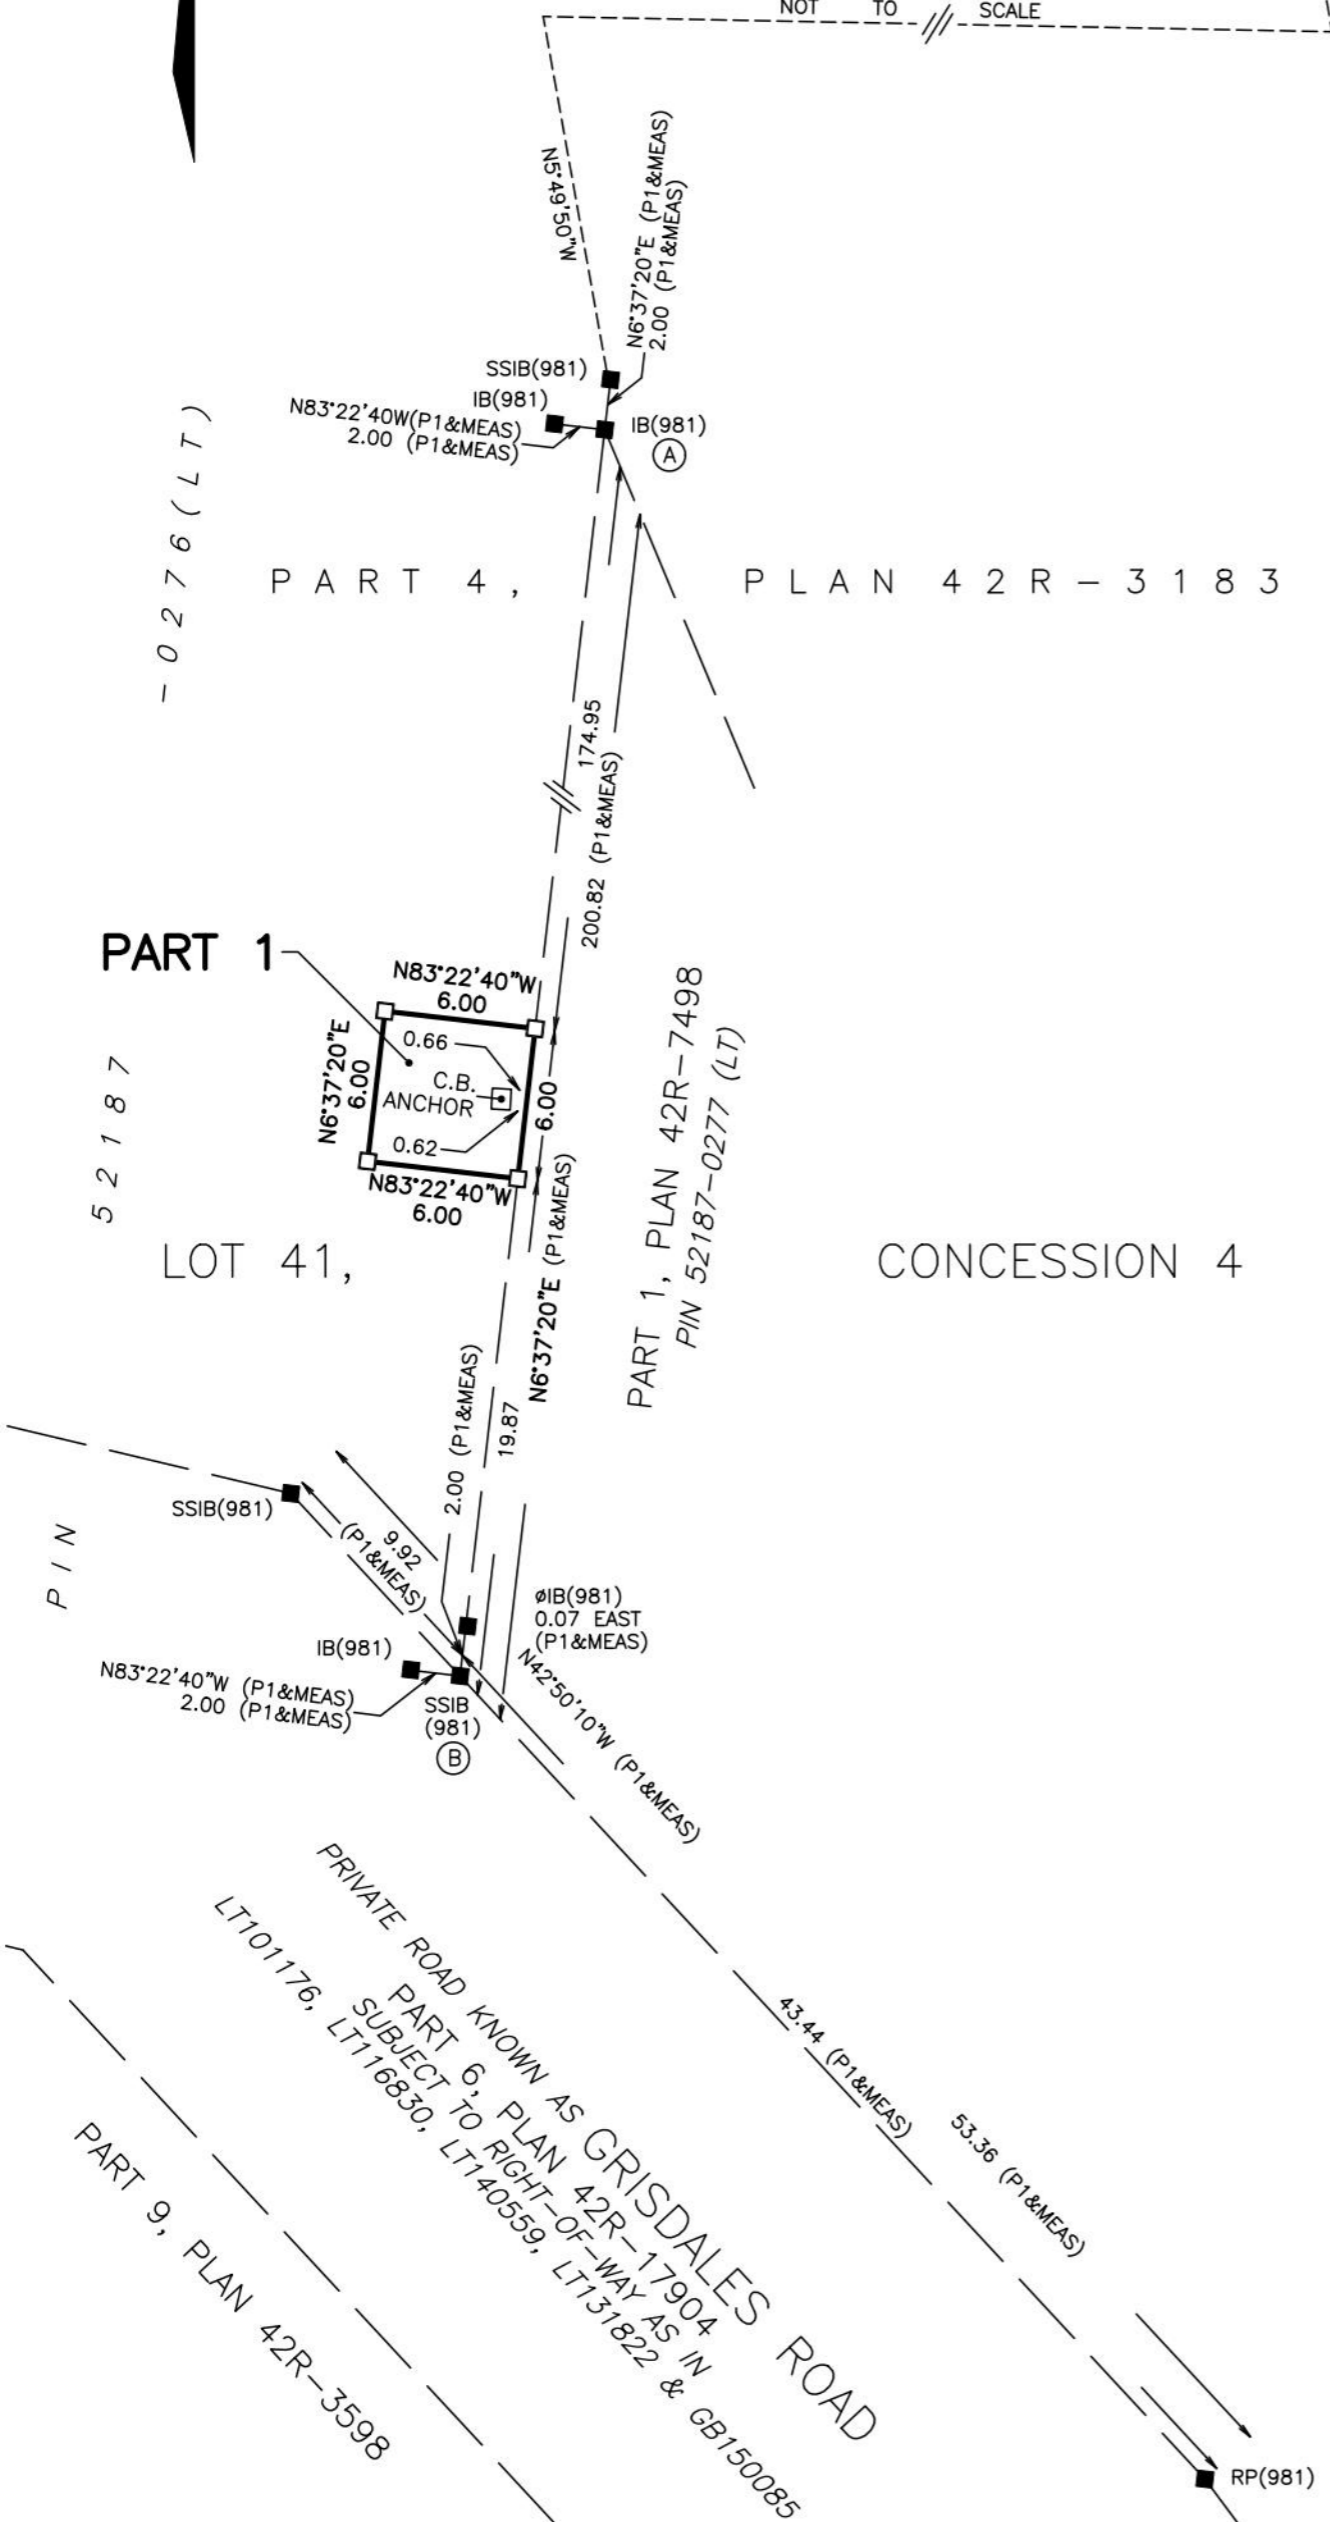 NOT TO SCALE
N5°49'50"W
N6°37'20"E (P1&MEAS)
2.00 (P1&MEAS)
SSIB(981)
IB(981)
N83°22'40W(P1&MEAS)
2.00 (P1&MEAS)
IB(981)
A
-0276(LT)
PART 4, PLAN 42R-3183
174.95
200.82 (P1&MEAS)
PART 1
N83°22'40"W
6.00
N6°37'20"E
6.00
0.66
C.B.
ANCHOR
0.62
6.00
N83°22'40"W
6.00
PART 1, PLAN 42R-7498
PIN 52187-0277 (LT)
52187
LOT 41, CONCESSION 4
N6°37'20"E (P1&MEAS)
2.00 (P1&MEAS)
19.87
SSIB(981)
9.92
(P1&MEAS)
PIN
øIB(981)
0.07 EAST
(P1&MEAS)
IB(981)
N83°22'40"W (P1&MEAS)
2.00 (P1&MEAS)
SSIB
(981)
B
N42°50'10"W (P1&MEAS)
PRIVATE ROAD KNOWN AS GRISDALES ROAD
PART 6, PLAN 42R-17904
SUBJECT TO RIGHT-OF-WAY AS IN
LT101176, LT116830, LT140559, LT131822 & GB150085
43.44 (P1&MEAS)
53.36 (P1&MEAS)
PART 9, PLAN 42R-3598
RP(981)